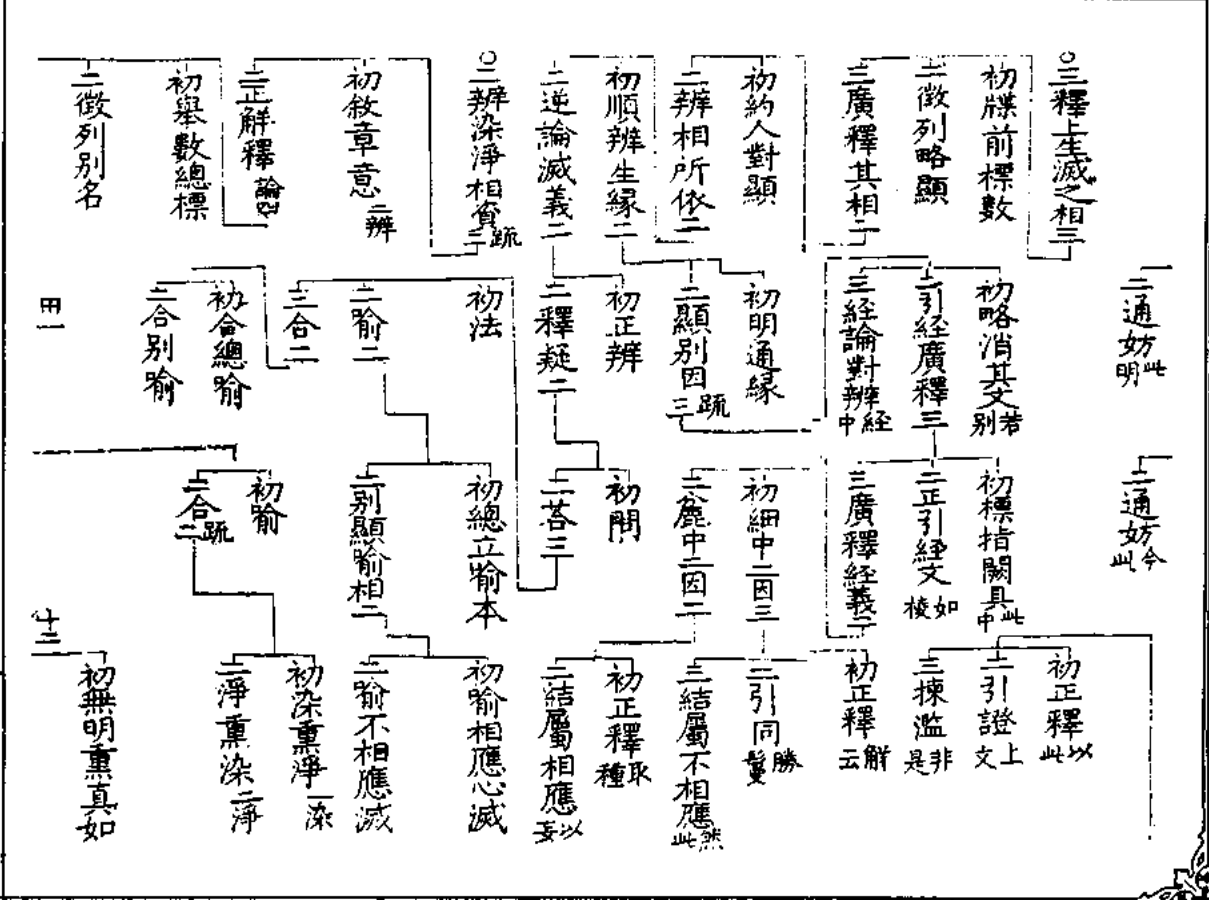 ○三釋上生滅之相三
初牒前標數
二徵列略顯
三廣釋其相二
初約人對顯
二辨相所依二
初順辨生緣二
二逆論滅義二
○二辨染淨相資二疏
初敘章意二辨
二正解釋論
初舉數總標
二徵列別名
二通妨明此
初略消其文別若
二引經廣釋三
三經論對辨中經
初明通緣
二顯別因三疏
初正辨
二釋疑二
初法
二喻二
三合二
初合總喻
二合別喻
二通妨此今
初標指闕具中此
二正引經文棱如
三廣釋經義二
初細中二因三
二麁中二因二
初問
二荅三
初總立喻本
二別顯喻相二
初喻
二合二疏
初正釋此以
二引證文上
三揀濫是非
初正釋云解
二引同鬘勝
三結屬不相應此然
初正釋種取
二結屬相應妄以
初喻相應心滅
二喻不相應滅
初染熏淨一染
二淨熏染二淨
初無明熏真如